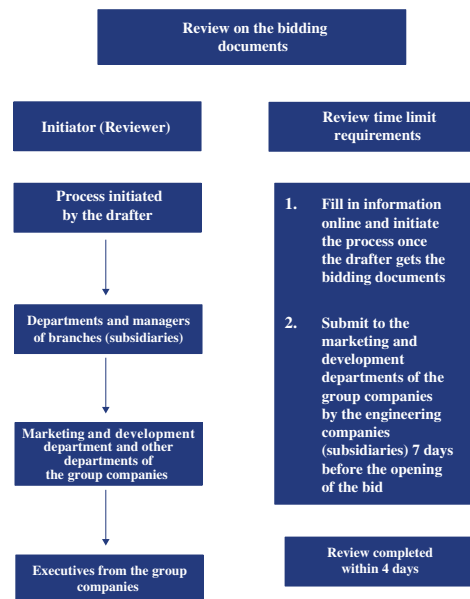 Review on the bidding
documents
Initiator (Reviewer)
Process initiated
by the drafter
Departments and managers
of branches (subsidiaries)
Marketing and development
department and other
departments of
the group companies
Executives from the group
companies
Review time limit
requirements
1. Fill in information
online and initiate
the process once
the drafter gets the
bidding documents
2. Submit to the
marketing and
development
departments of the
group companies
by the engineering
companies
(subsidiaries) 7 days
before the opening
of the bid
Review completed
within 4 days